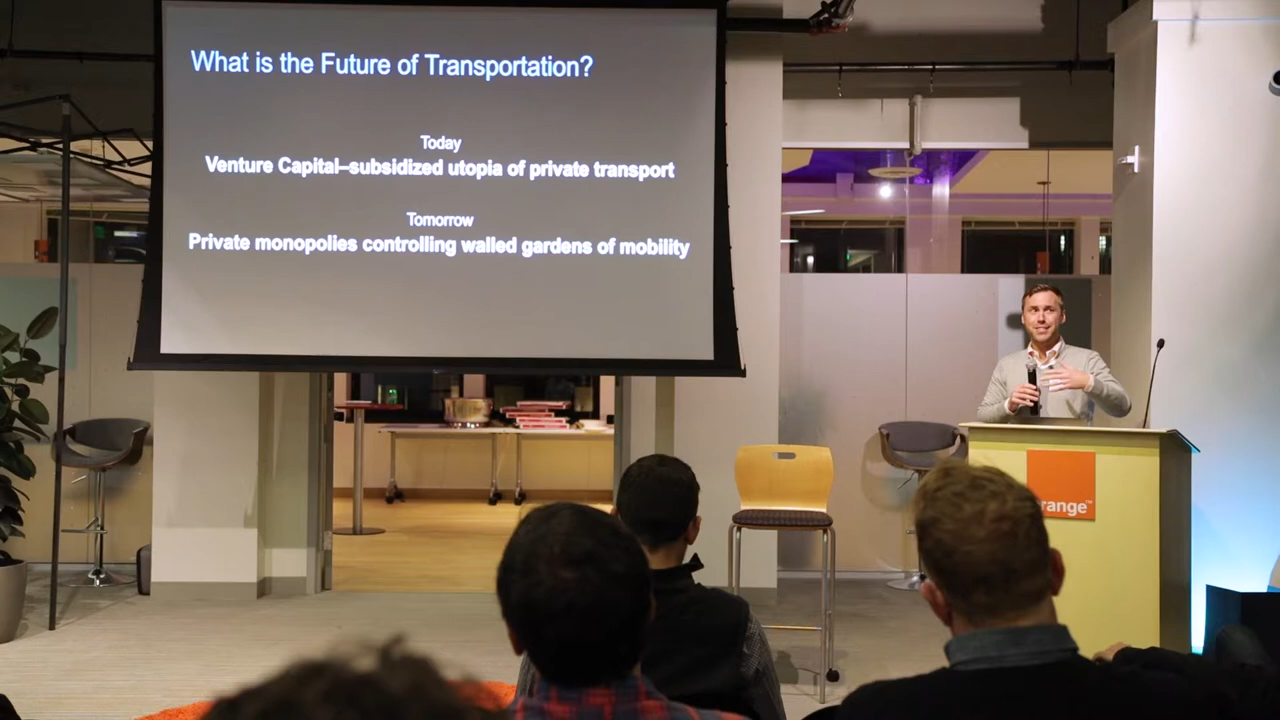 What is the Future of Transportation?
Today
Venture Capital–subsidized utopia of private transport
Tomorrow
Private monopolies controlling walled gardens of mobility
range™